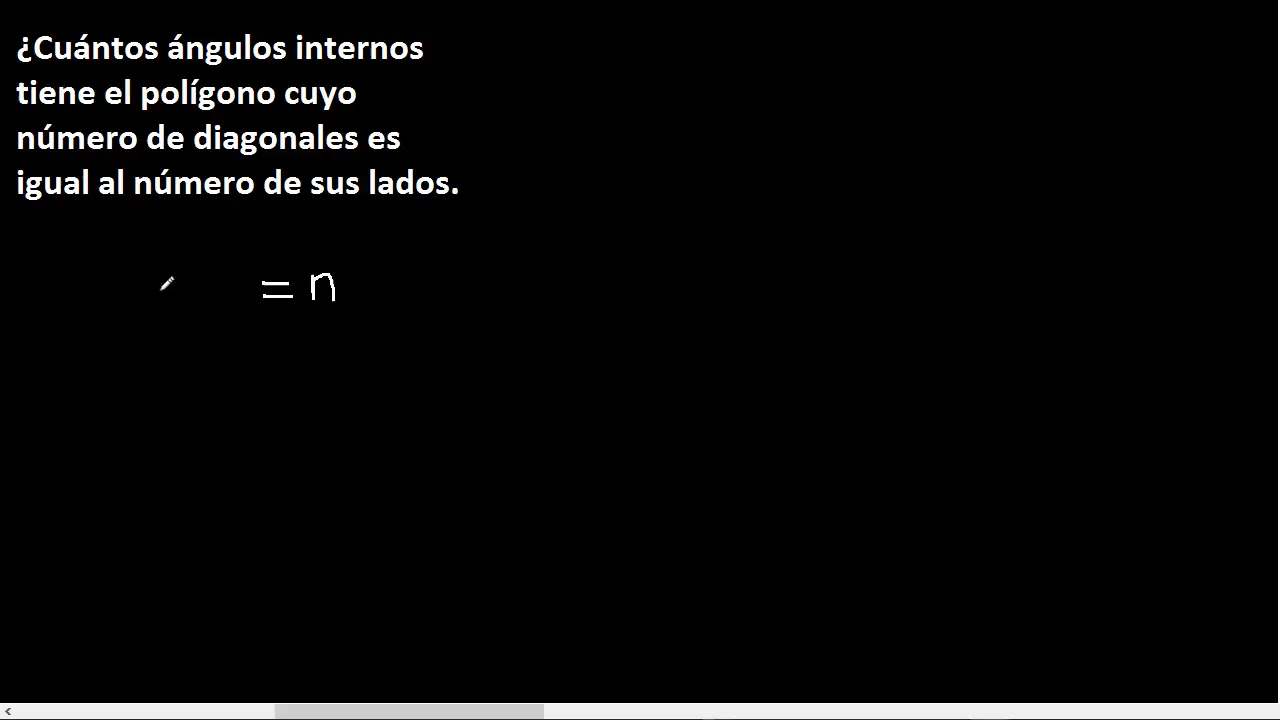 ¿Cuántos ángulos internos
tiene el polígono cuyo
número de diagonales es
igual al número de sus lados.
= n